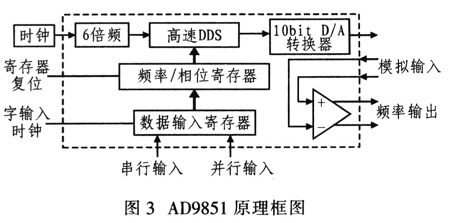 时钟
6倍频
高速DDS
10bit D/A
转换器
寄存器
复位
频率/相位寄存器
模拟输入
字输入
时钟
数据输入寄存器
+
−
频率输出
串行输入
并行输入
图 3 AD9851 原理框图